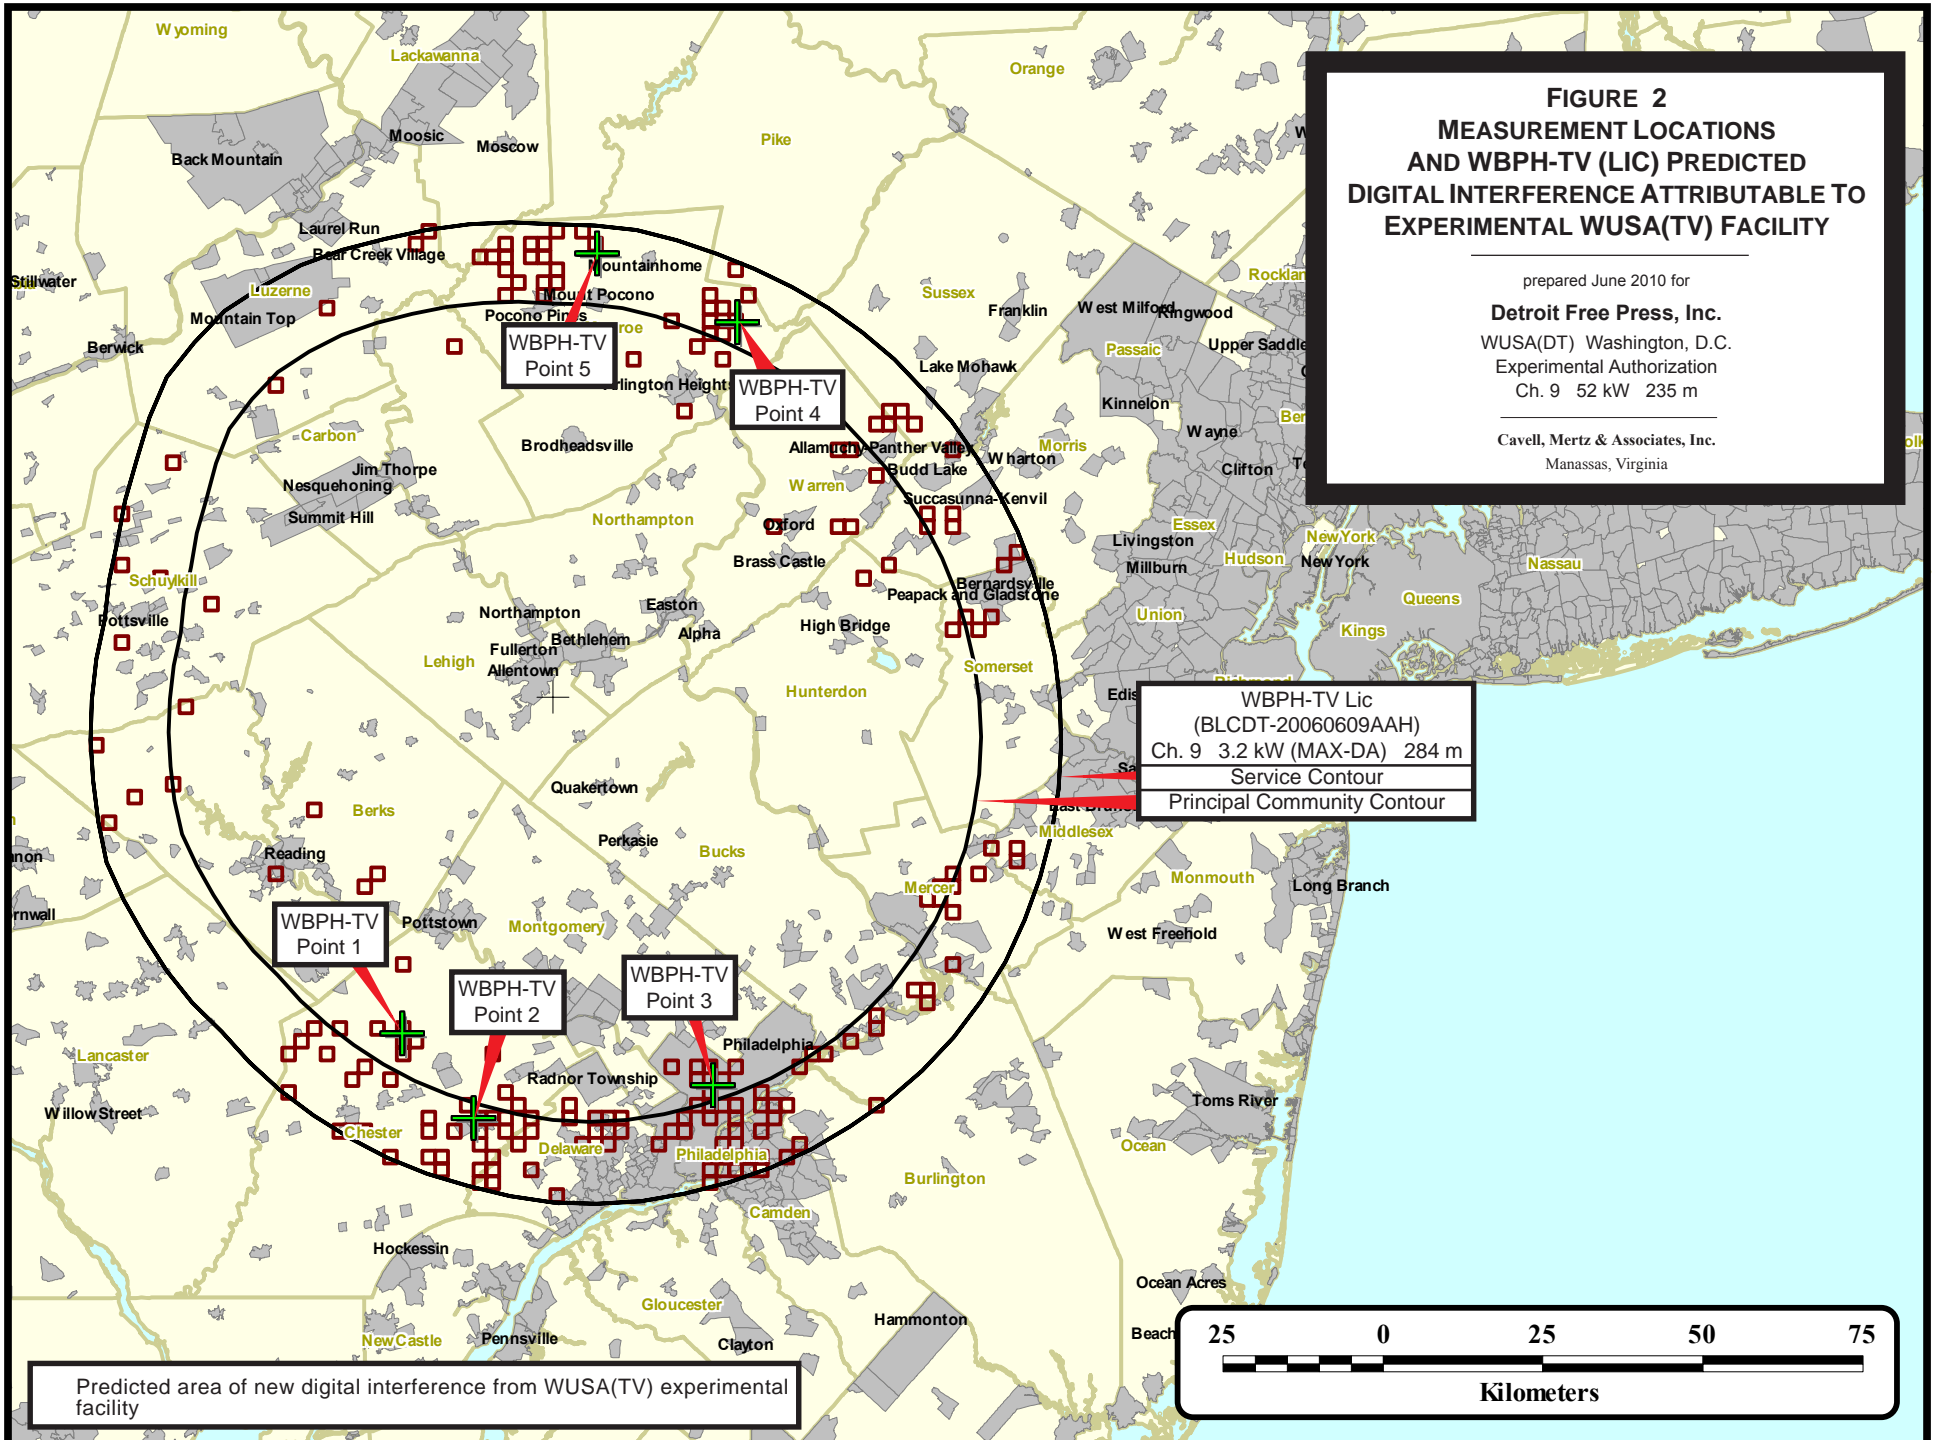 FIGURE 2
MEASUREMENT LOCATIONS
AND WBPH-TV (LIC) PREDICTED
DIGITAL INTERFERENCE ATTRIBUTABLE TO
EXPERIMENTAL WUSA(TV) FACILITY
prepared June 2010 for
Detroit Free Press, Inc.
WUSA(DT) Washington, D.C.
Experimental Authorization
Ch. 9 52 kW 235 m
Cavell, Mertz & Associates, Inc.
Manassas, Virginia
Wyoming
Lackawanna
Orange
Moosic
Moscow
Pike
Back Mountain
Laurel Run
Bear Creek Village
Mountainhome
Stillwater
Luzerne
Mount Pocono
Sussex
Franklin
West Milford
Ringwood
Mountain Top
Pocono Pines
Berwick
WBPH-TV
Point 5
Passaic
Upper Saddle
Lake Mohawk
WBPH-TV
Point 4
Kinnelon
Carbon
Brodheadsville
Allamuchy-Panther Valley
Morris
Wayne
Jim Thorpe
Budd Lake
Wharton
Clifton
Nesquehoning
Warren
Succasunna-Kenvil
Summit Hill
Northampton
Oxford
Essex
Livingston
New York
Brass Castle
Millburn
Hudson
New York
Nassau
Schuylkill
Bernardsville
Peapack and Gladstone
Queens
Pottsville
Northampton
Easton
Alpha
High Bridge
Union
Kings
Bethlehem
Fullerton
Lehigh
Allentown
Somerset
Hunterdon
Richmond
WBPH-TV Lic
(BLCDT-20060609AAH)
Ch. 9 3.2 kW (MAX-DA) 284 m
Service Contour
Principal Community Contour
Quakertown
Berks
Perkasie
Middlesex
Reading
Bucks
Mercer
Monmouth
Long Branch
WBPH-TV
Point 1
Pottstown
Montgomery
West Freehold
WBPH-TV
Point 2
WBPH-TV
Point 3
Philadelphia
Lancaster
Radnor Township
Willow Street
Toms River
Chester
Delaware
Philadelphia
Ocean
Burlington
Camden
Hockessin
Ocean Acres
Gloucester
Hammonton
New Castle
Pennsville
Clayton
Beach
25 0 25 50 75
Kilometers
Predicted area of new digital interference from WUSA(TV) experimental
facility